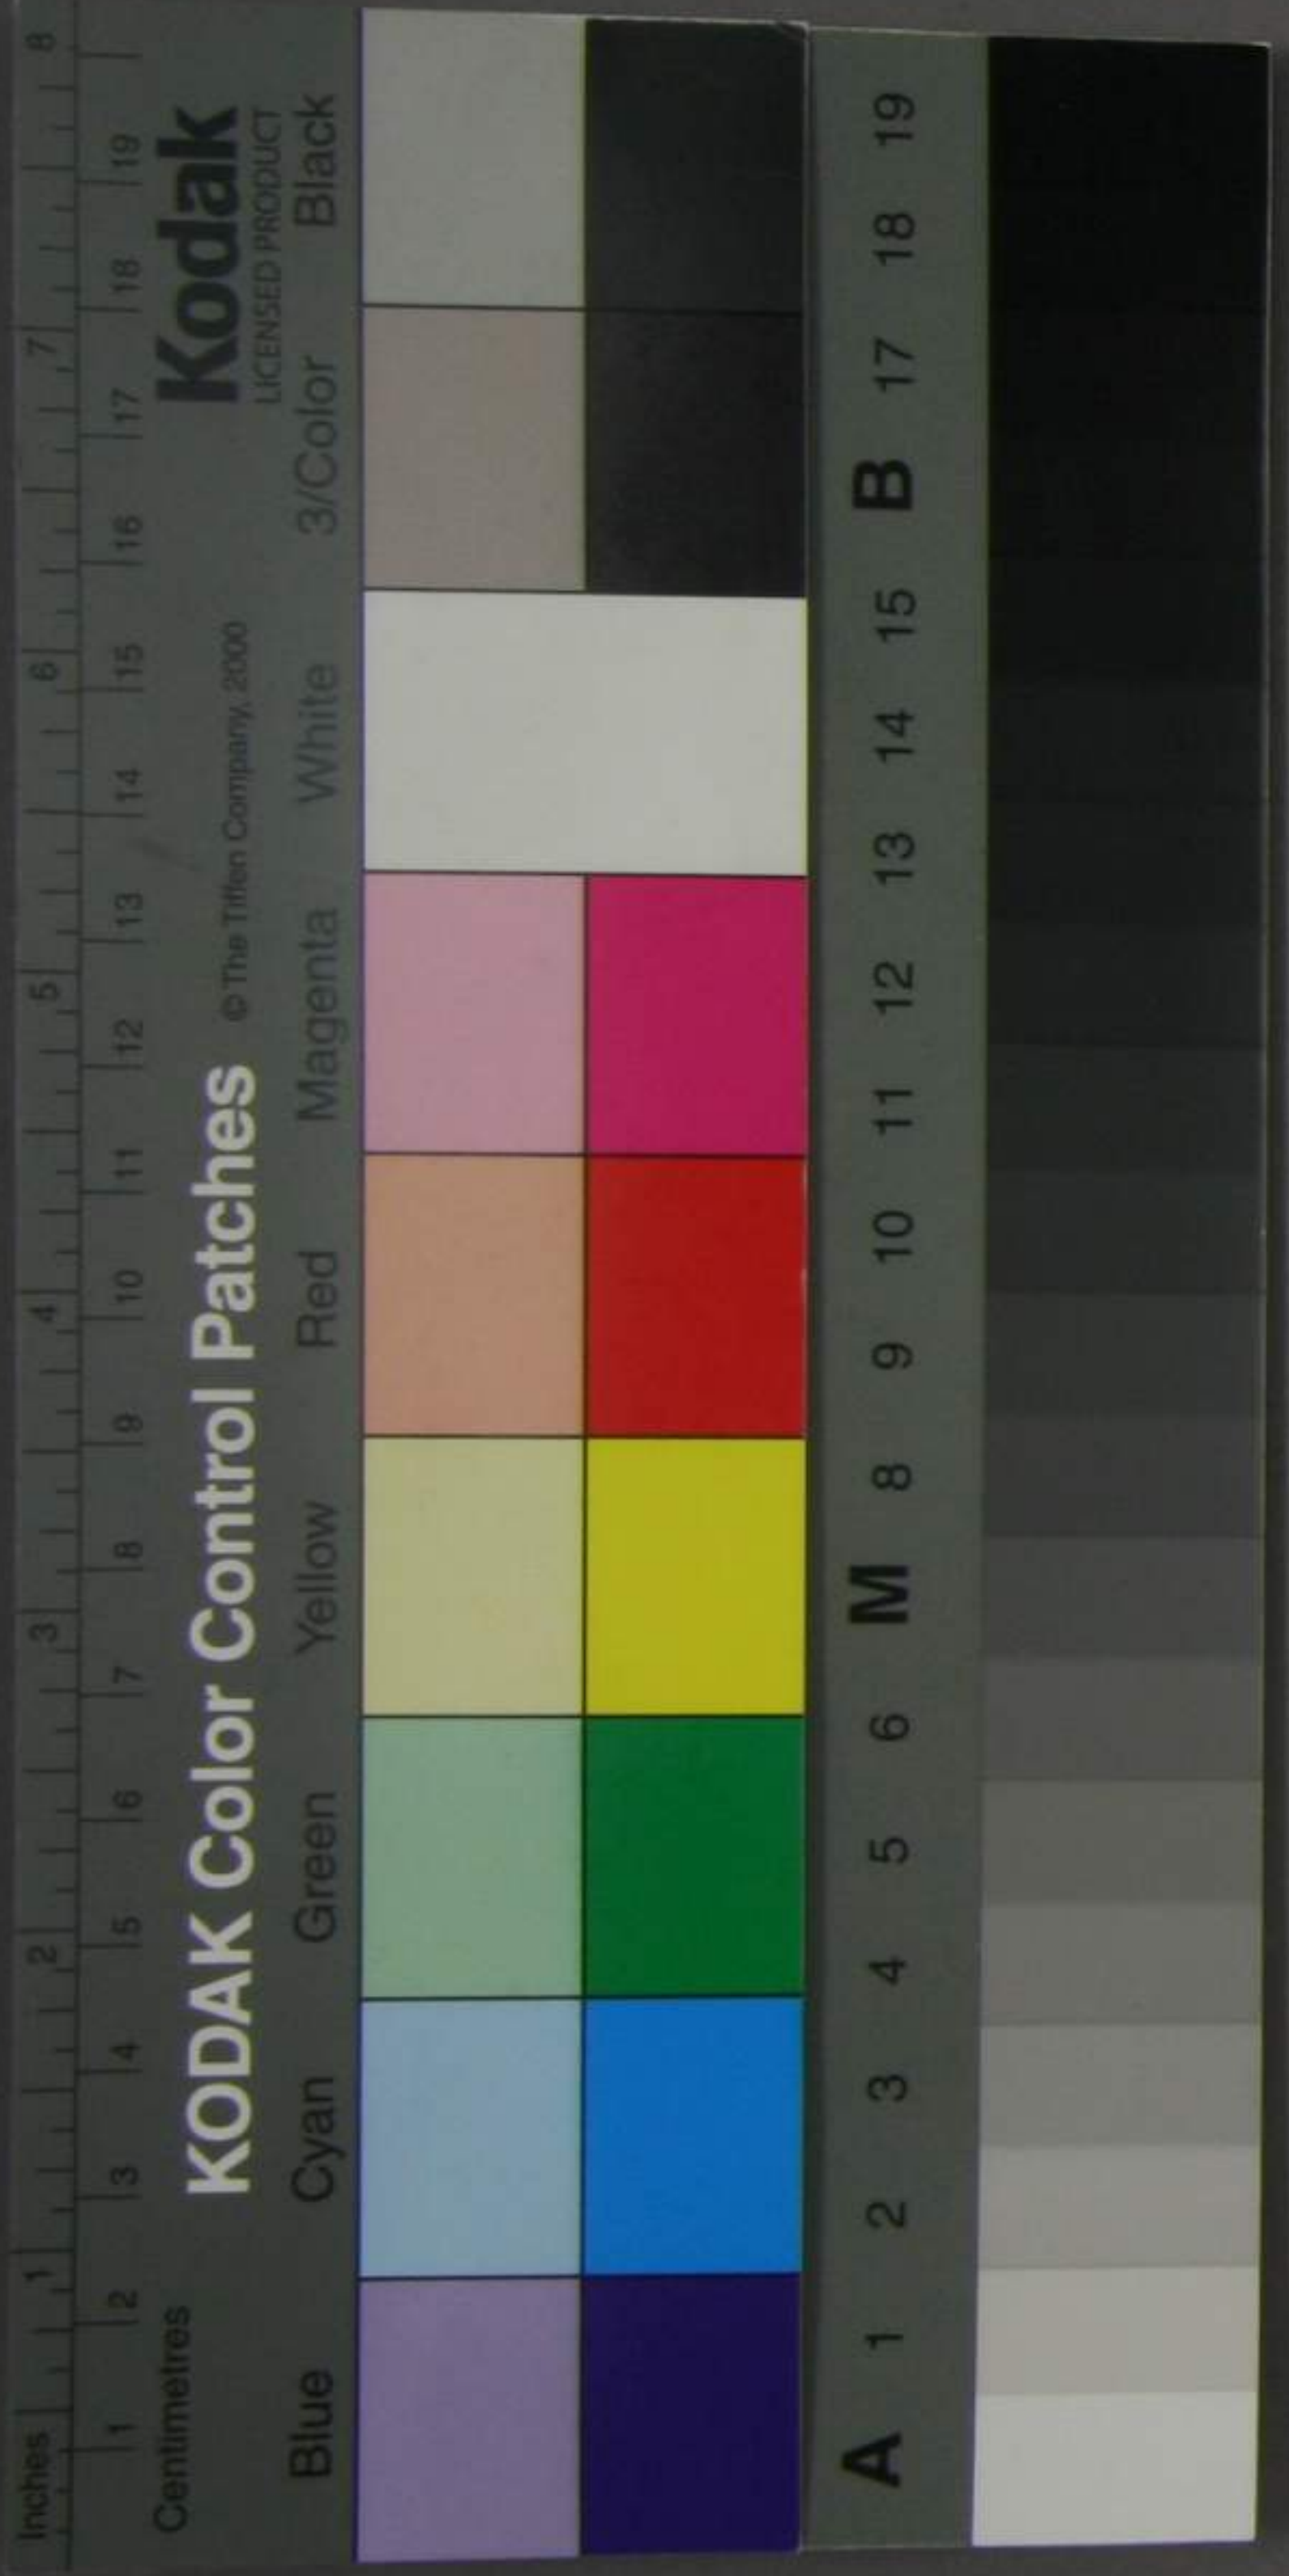 Inches 1 2 3 4 5 6 7 8
Centimetres 1 2 3 4 5 6 7 8 9 10 11 12 13 14 15 16 17 18 19
KODAK Color Control Patches © The Tiffen Company, 2000 Kodak
LICENSED PRODUCT
Blue Cyan Green Yellow Red Magenta White 3/Color Black
A 1 2 3 4 5 6 M 8 9 10 11 12 13 14 15 B 17 18 19